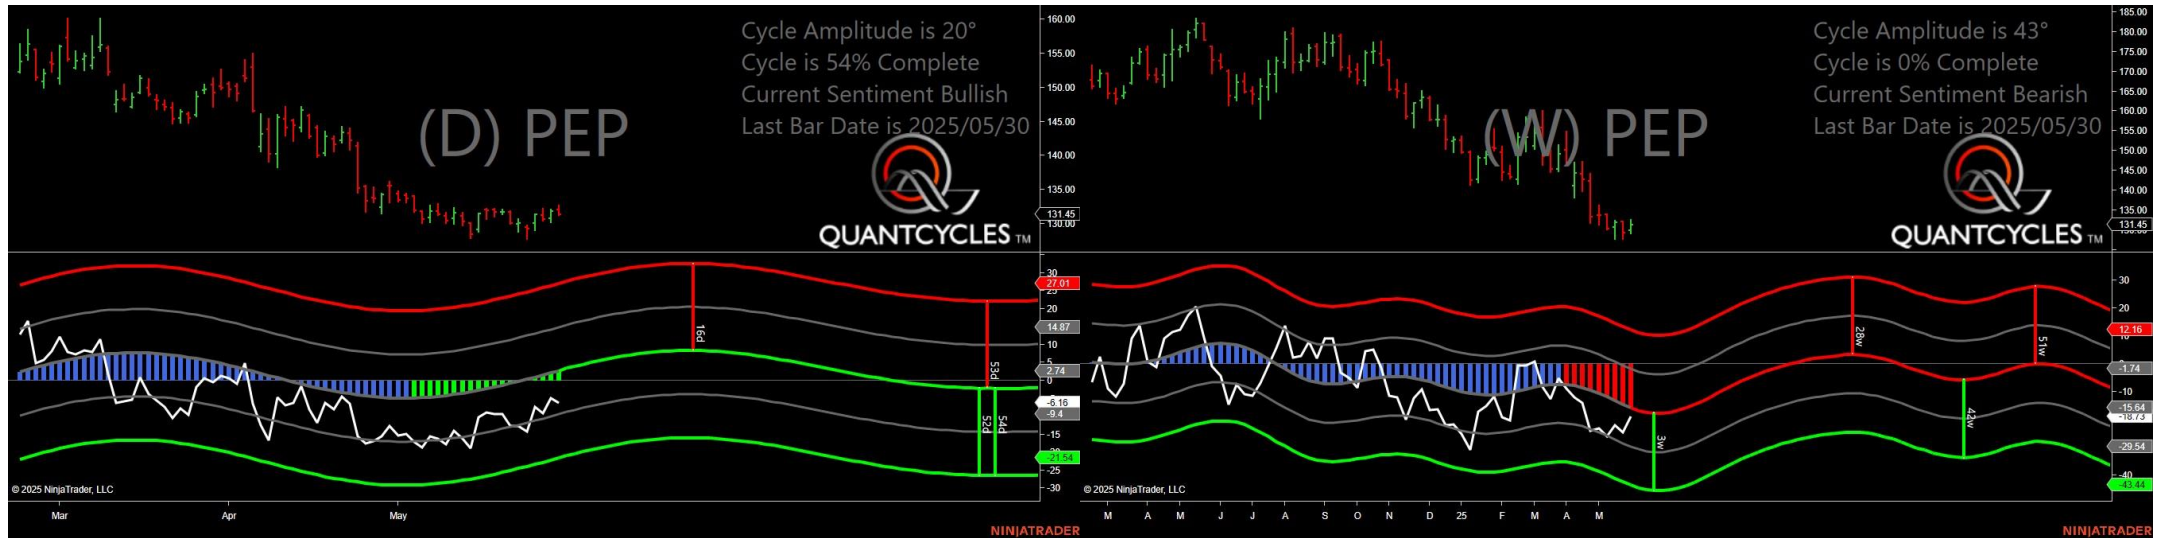 Cycle Amplitude is 20°
Cycle is 54% Complete
Current Sentiment Bullish
Last Bar Date is 2025/05/30
(D) PEP
QUANTCYCLES TM
160.00
155.00
150.00
145.00
140.00
135.00
131.45
130.00
30
27.01
25
20
14.87
10
5
2.74
0
-6.16
-9.4
-15
-21.54
-25
-30
16d
53d
52d
54d
© 2025 NinjaTrader, LLC
Mar
Apr
May
NINJATRADER
Cycle Amplitude is 43°
Cycle is 0% Complete
Current Sentiment Bearish
Last Bar Date is 2025/05/30
(W) PEP
QUANTCYCLES TM
185.00
180.00
175.00
170.00
165.00
160.00
155.00
150.00
145.00
140.00
135.00
131.45
30
20
12.16
-1.74
-10
-15.64
-18.73
-29.54
-40
-43.44
3w
28w
42w
51w
© 2025 NinjaTrader, LLC
M A M J J A S O N D 25 F M A M
NINJATRADER